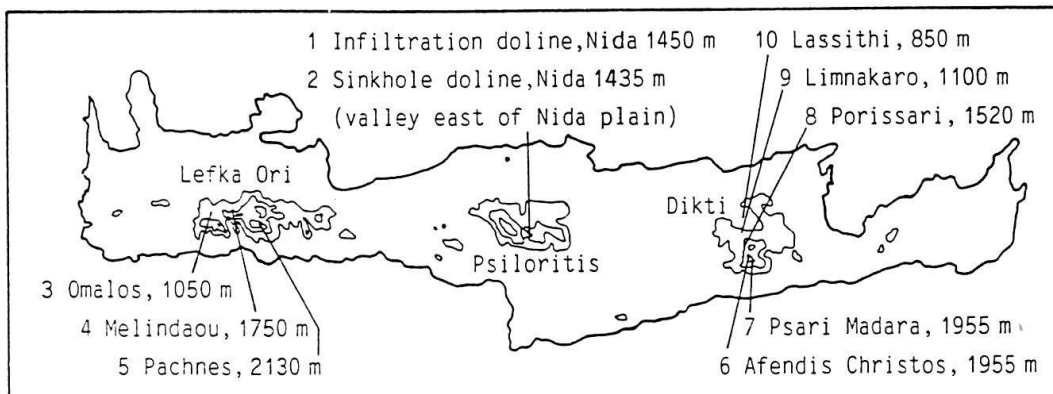 1 Infiltration doline,Nida 1450 m
2 Sinkhole doline,Nida 1435 m
(valley east of Nida plain)
10 Lassithi, 850 m
9 Limnakaro, 1100 m
8 Porissari, 1520 m
Lefka Ori
Psiloritis
Dikti
3 Omalos, 1050 m
4 Melindaou, 1750 m
5 Pachnes, 2130 m
7 Psari Madara, 1955 m
6 Afendis Christos, 1955 m